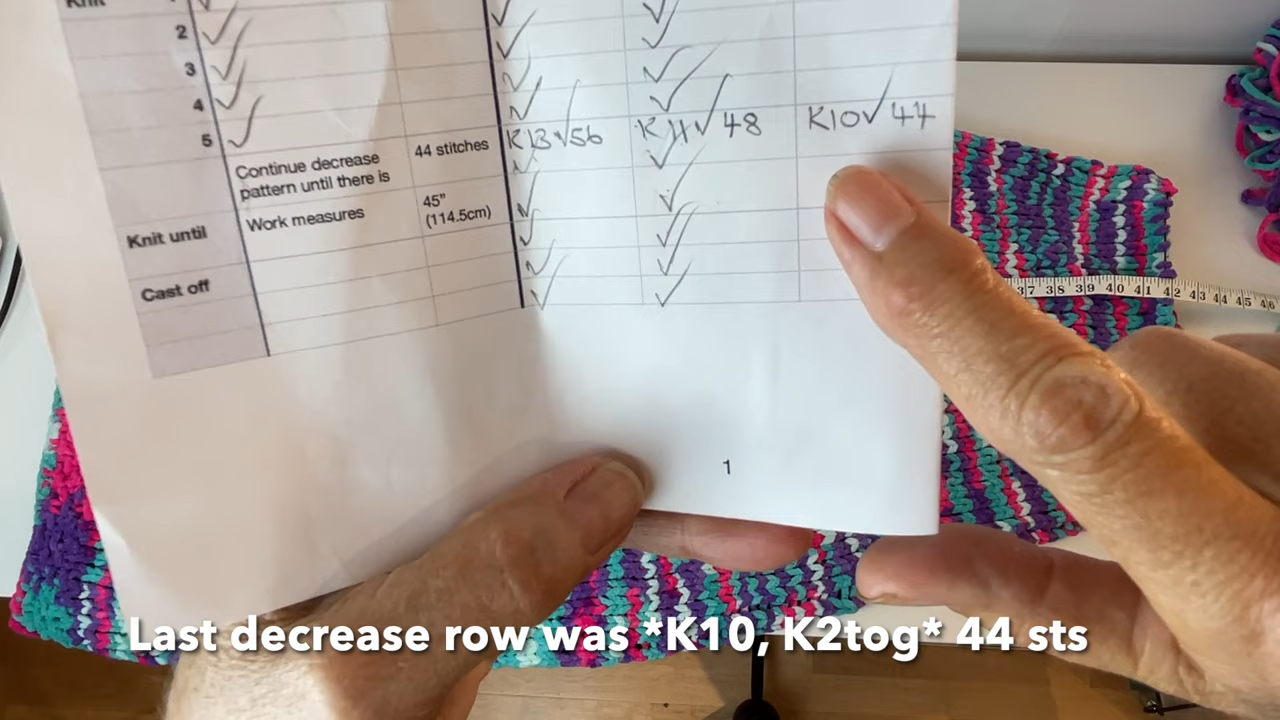 Knit
2
3
4
5
K13 ✓ 56
K11 ✓ 48
K10 ✓ 44
Continue decrease
pattern until there is
44 stitches
Knit until
Work measures
45"
(114.5cm)
Cast off
37 38 39 40 41 42 43 44 45 46
1
Last decrease row was *K10, K2tog* 44 sts